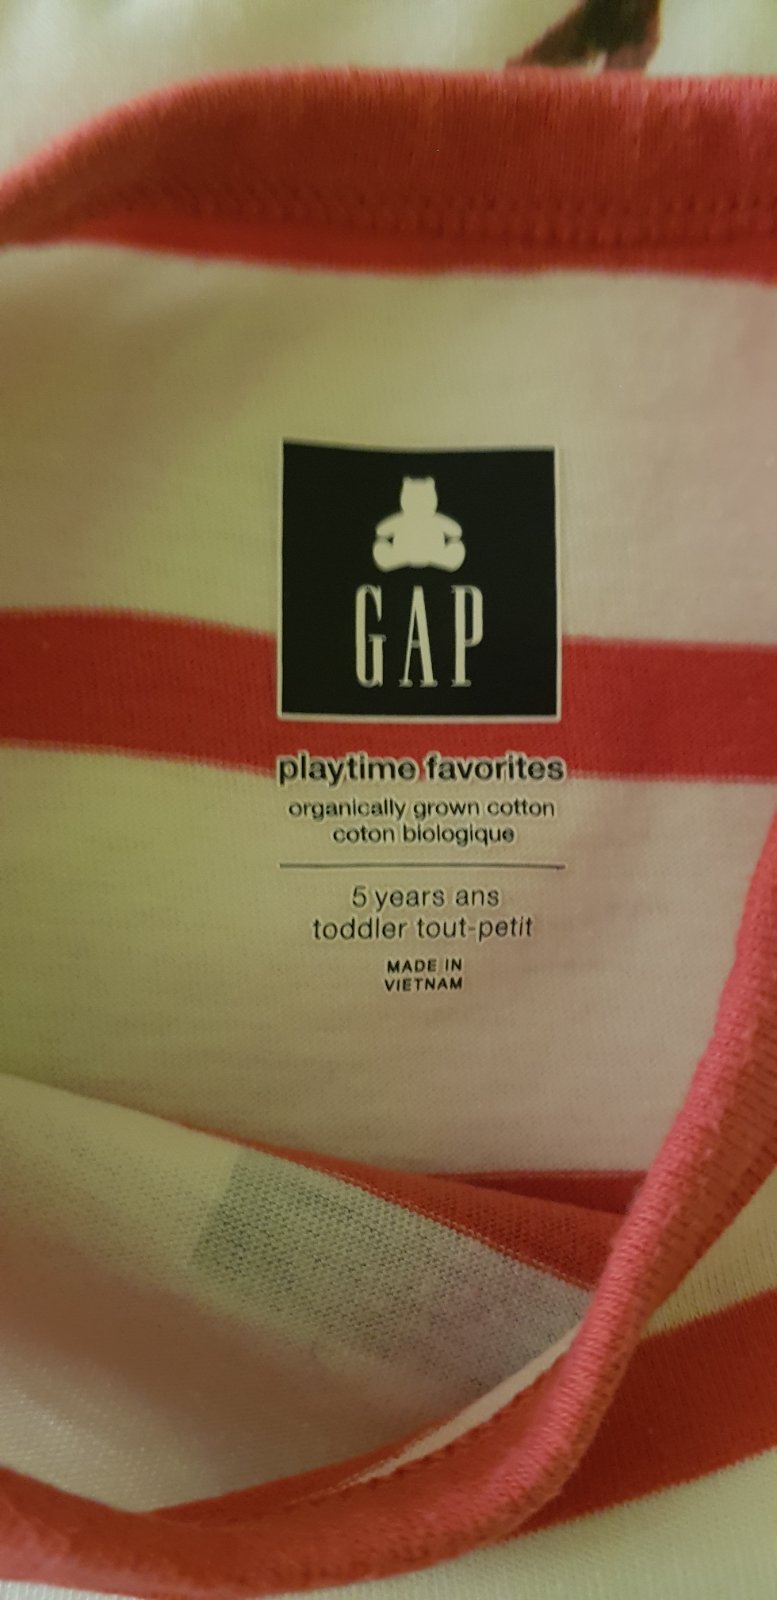 GAP
playtime favorites
organically grown cotton
coton biologique
5 years ans
toddler tout-petit
MADE IN
VIETNAM